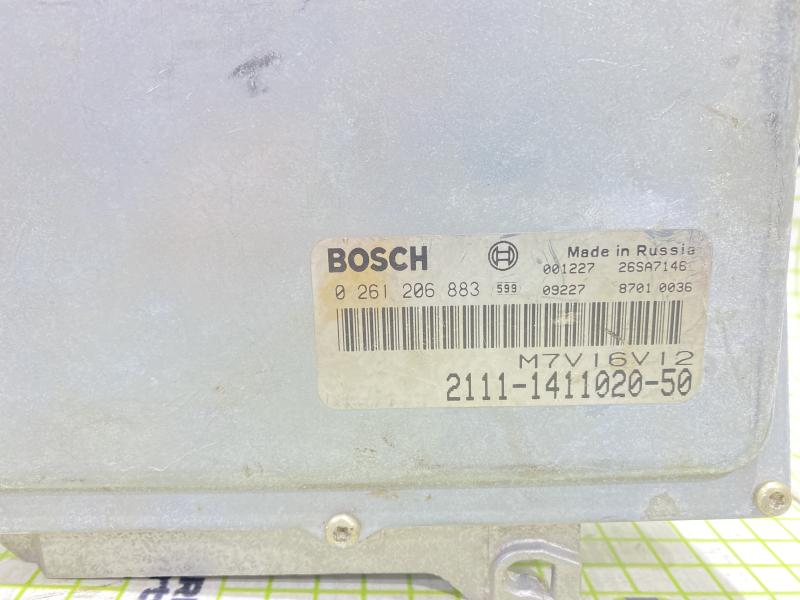 BOSCH Made in Russia
001227 26SA7146
0 261 206 883 599 09227 8701 0036
M7V16V12
2111-1411020-50